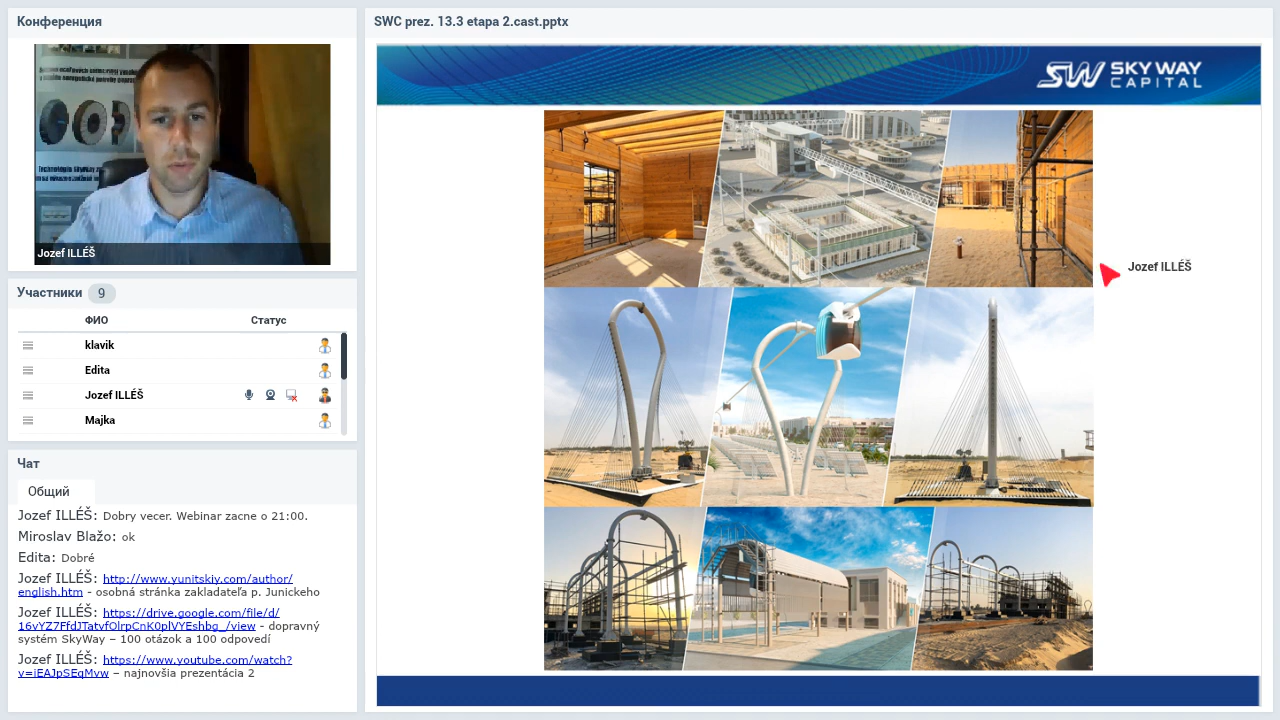 Конференция
Jozef ILLÉŠ
Участники 9
ФИО Статус
klavik
Edita
Jozef ILLÉŠ
Majka
Чат
Общий
Jozef ILLÉŠ: Dobry vecer. Webinar zacne o 21:00.
Miroslav Blažo: ok
Edita: Dobré
Jozef ILLÉŠ: http://www.yunitskiy.com/author/
english.htm - osobná stránka zakladateľa p. Junickeho
Jozef ILLÉŠ: https://drive.google.com/file/d/
16vYZ7FfdJTatvfOlrpCnK0plVYEshbg_/view - dopravný
systém SkyWay – 100 otázok a 100 odpovedí
Jozef ILLÉŠ: https://www.youtube.com/watch?
v=iEAJpSEqMvw – najnovšia prezentácia 2
SWC prez. 13.3 etapa 2.cast.pptx
SW SKY WAY
CAPITAL
Jozef ILLÉŠ